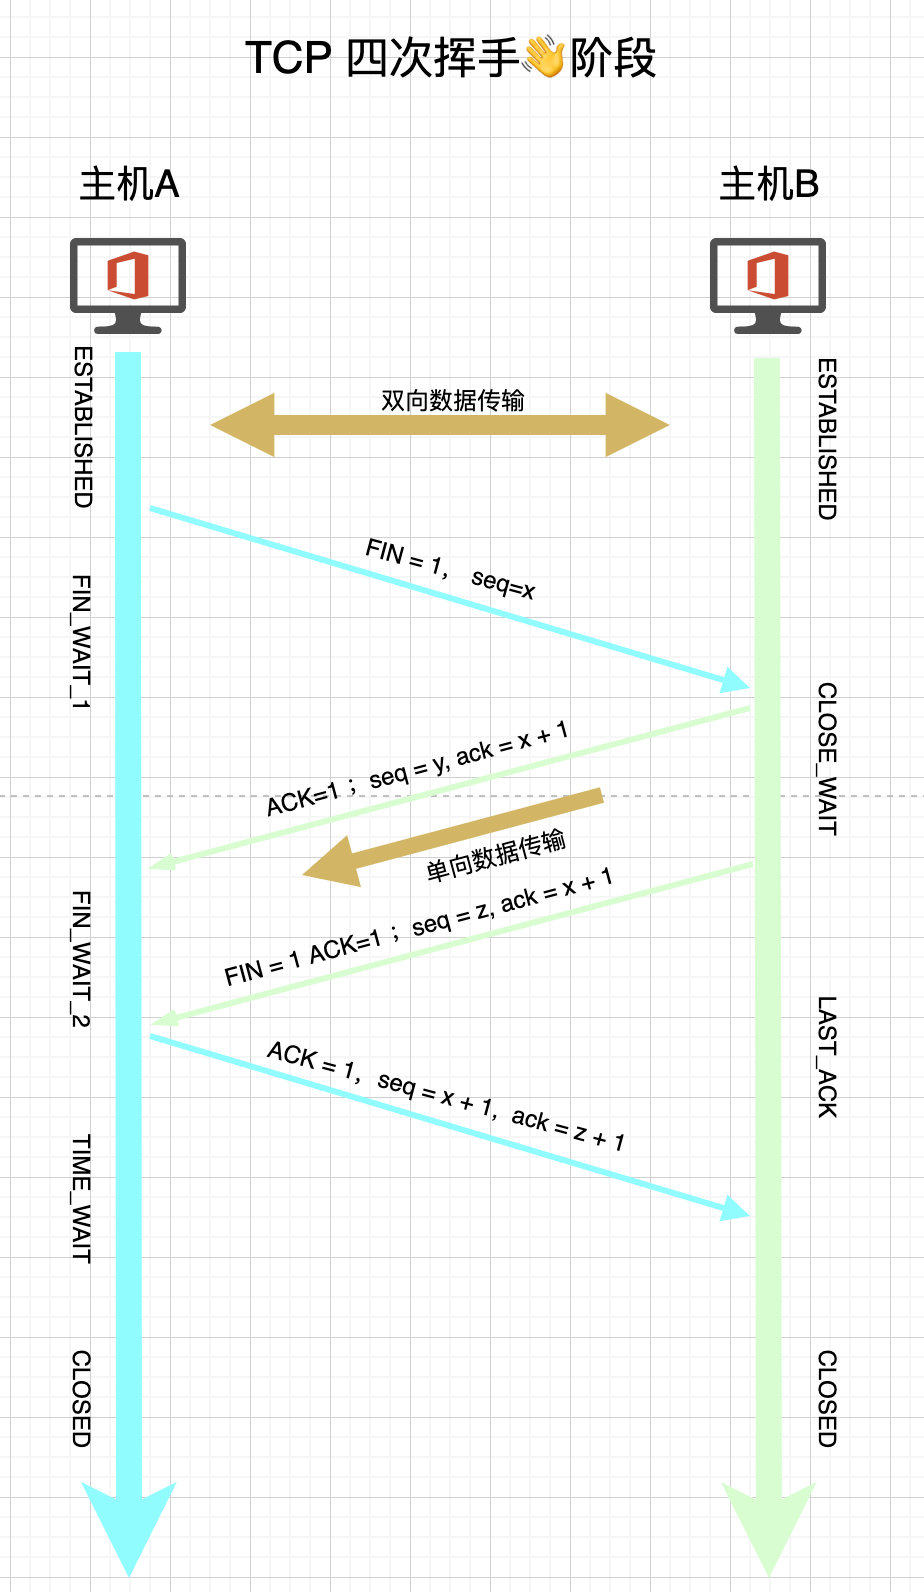 TCP 四次挥手👋阶段
主机A
主机B
ESTABLISHED
双向数据传输
ESTABLISHED
FIN = 1， seq=x
FIN_WAIT_1
CLOSE_WAIT
ACK=1 ；seq = y, ack = x + 1
单向数据传输
FIN = 1 ACK=1 ；seq = z, ack = x + 1
FIN_WAIT_2
LAST_ACK
ACK = 1，seq = x + 1，ack = z + 1
TIME_WAIT
CLOSED
CLOSED